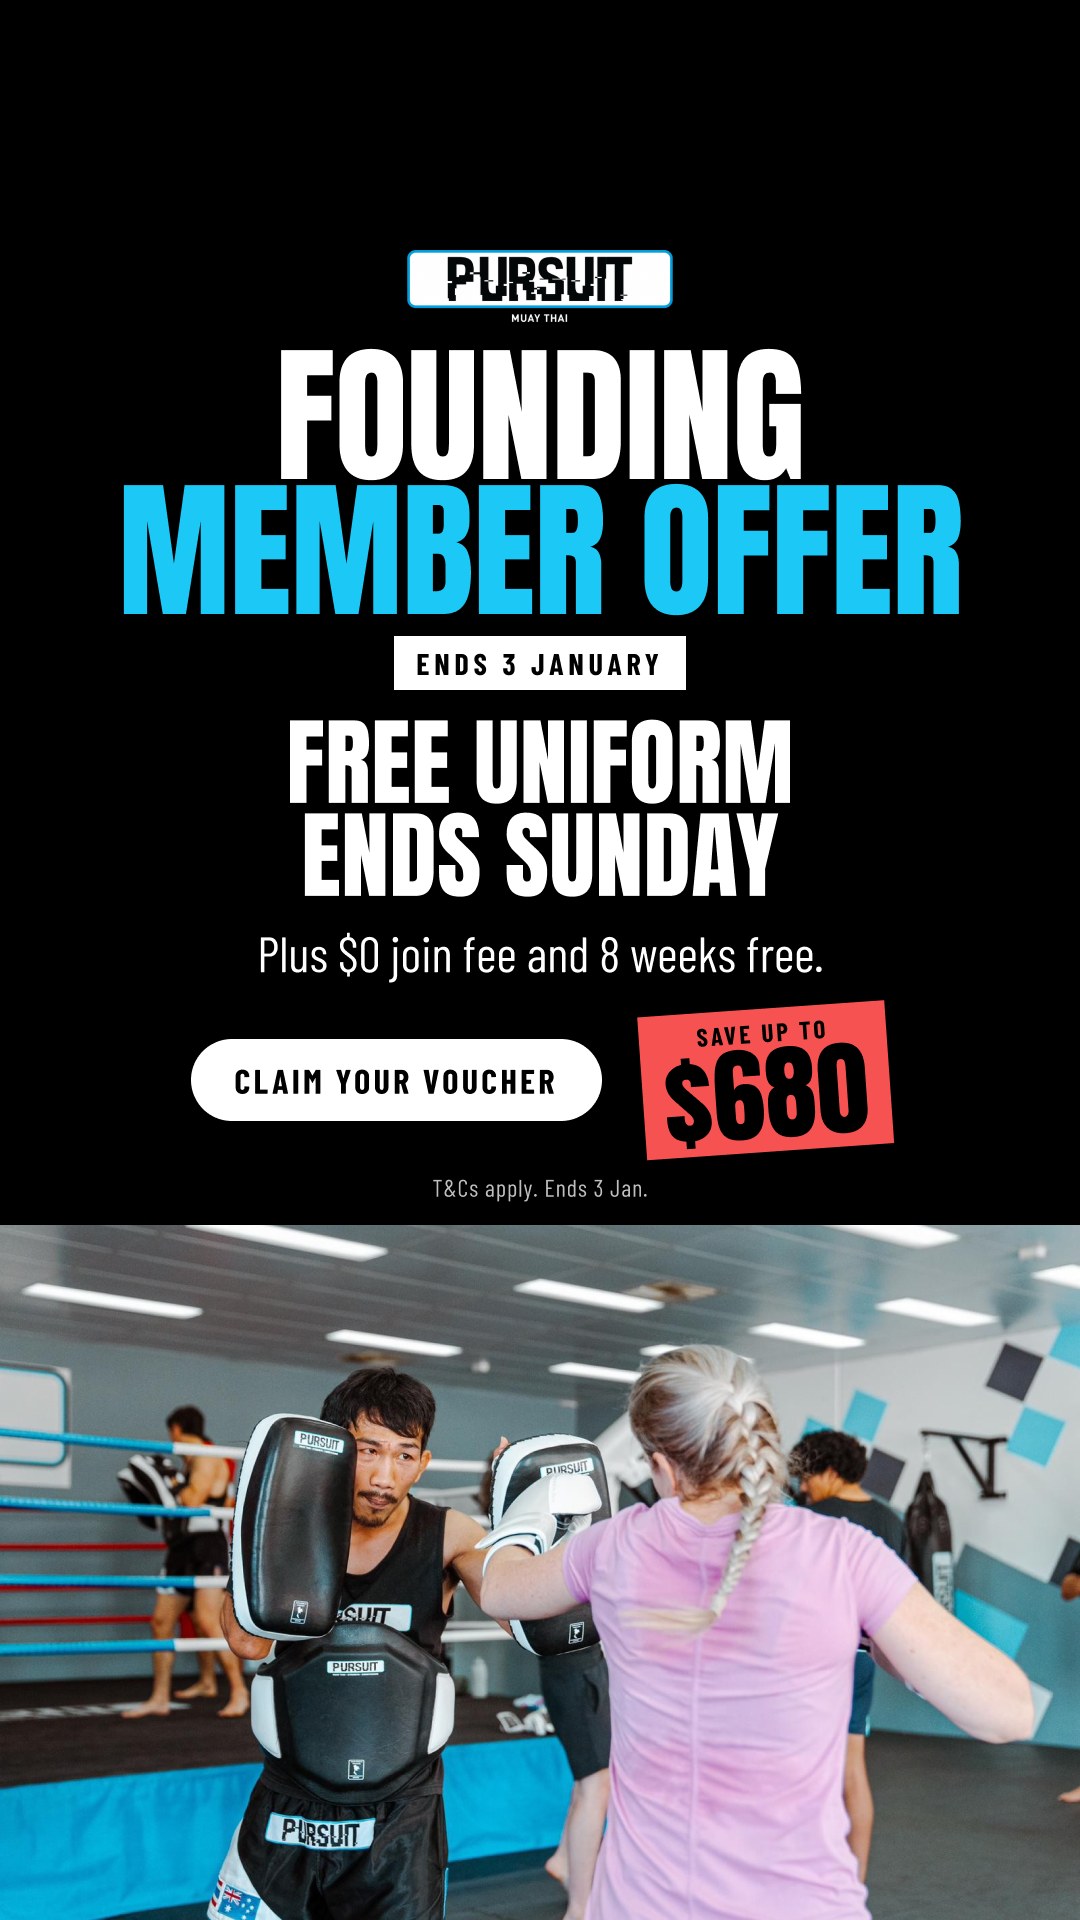 PURSUIT
MUAY THAI
FOUNDING
MEMBER OFFER
ENDS 3 JANUARY
FREE UNIFORM
ENDS SUNDAY
Plus $0 join fee and 8 weeks free.
CLAIM YOUR VOUCHER
SAVE UP TO
$680
T&Cs apply. Ends 3 Jan.
PURSUIT
PURSUIT
SUIT
PURSUIT
PURSUIT